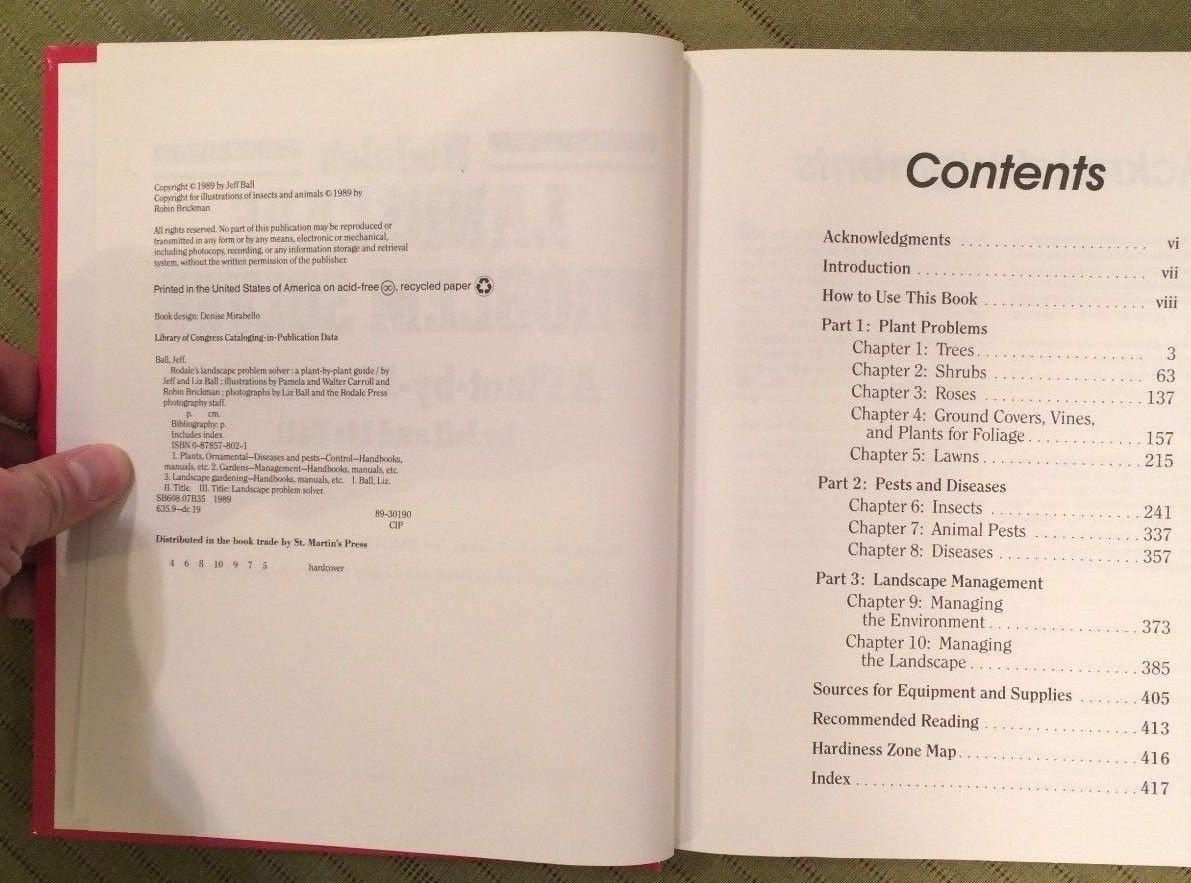 Copyright © 1989 by Jeff Ball
Copyright for illustrations of insects and animals © 1989 by
Robin Brickman
All rights reserved. No part of this publication may be reproduced or
transmitted in any form or by any means, electronic or mechanical,
including photocopy, recording, or any information storage and retrieval
system, without the written permission of the publisher.
Printed in the United States of America on acid-free ∞, recycled paper ♻
Book design: Denise Mirabello
Library of Congress Cataloging-in-Publication Data
Ball, Jeff.
Rodale's landscape problem solver : a plant-by-plant guide / by
Jeff and Liz Ball ; illustrations by Pamela and Walter Carroll and
Robin Brickman ; photographs by Liz Ball and the Rodale Press
photography staff.
p. cm.
Bibliography: p.
Includes index.
ISBN 0-87857-802-1
1. Plants, Ornamental—Diseases and pests—Control—Handbooks,
manuals, etc. 2. Gardens—Management—Handbooks, manuals, etc.
3. Landscape gardening—Handbooks, manuals, etc. I. Ball, Liz.
II. Title. III. Title: Landscape problem solver.
SB608.07B35 1989
635.9—dc 19 89-30190
CIP
Distributed in the book trade by St. Martin's Press
4 6 8 10 9 7 5 hardcover
Contents
Acknowledgments ........................ vi
Introduction ........................ vii
How to Use This Book ........................ viii
Part 1: Plant Problems
Chapter 1: Trees ........................ 3
Chapter 2: Shrubs ........................ 63
Chapter 3: Roses ........................ 137
Chapter 4: Ground Covers, Vines,
and Plants for Foliage ........................ 157
Chapter 5: Lawns ........................ 215
Part 2: Pests and Diseases
Chapter 6: Insects ........................ 241
Chapter 7: Animal Pests ........................ 337
Chapter 8: Diseases ........................ 357
Part 3: Landscape Management
Chapter 9: Managing
the Environment ........................ 373
Chapter 10: Managing
the Landscape ........................ 385
Sources for Equipment and Supplies ....... 405
Recommended Reading ........................ 413
Hardiness Zone Map ........................ 416
Index ........................ 417